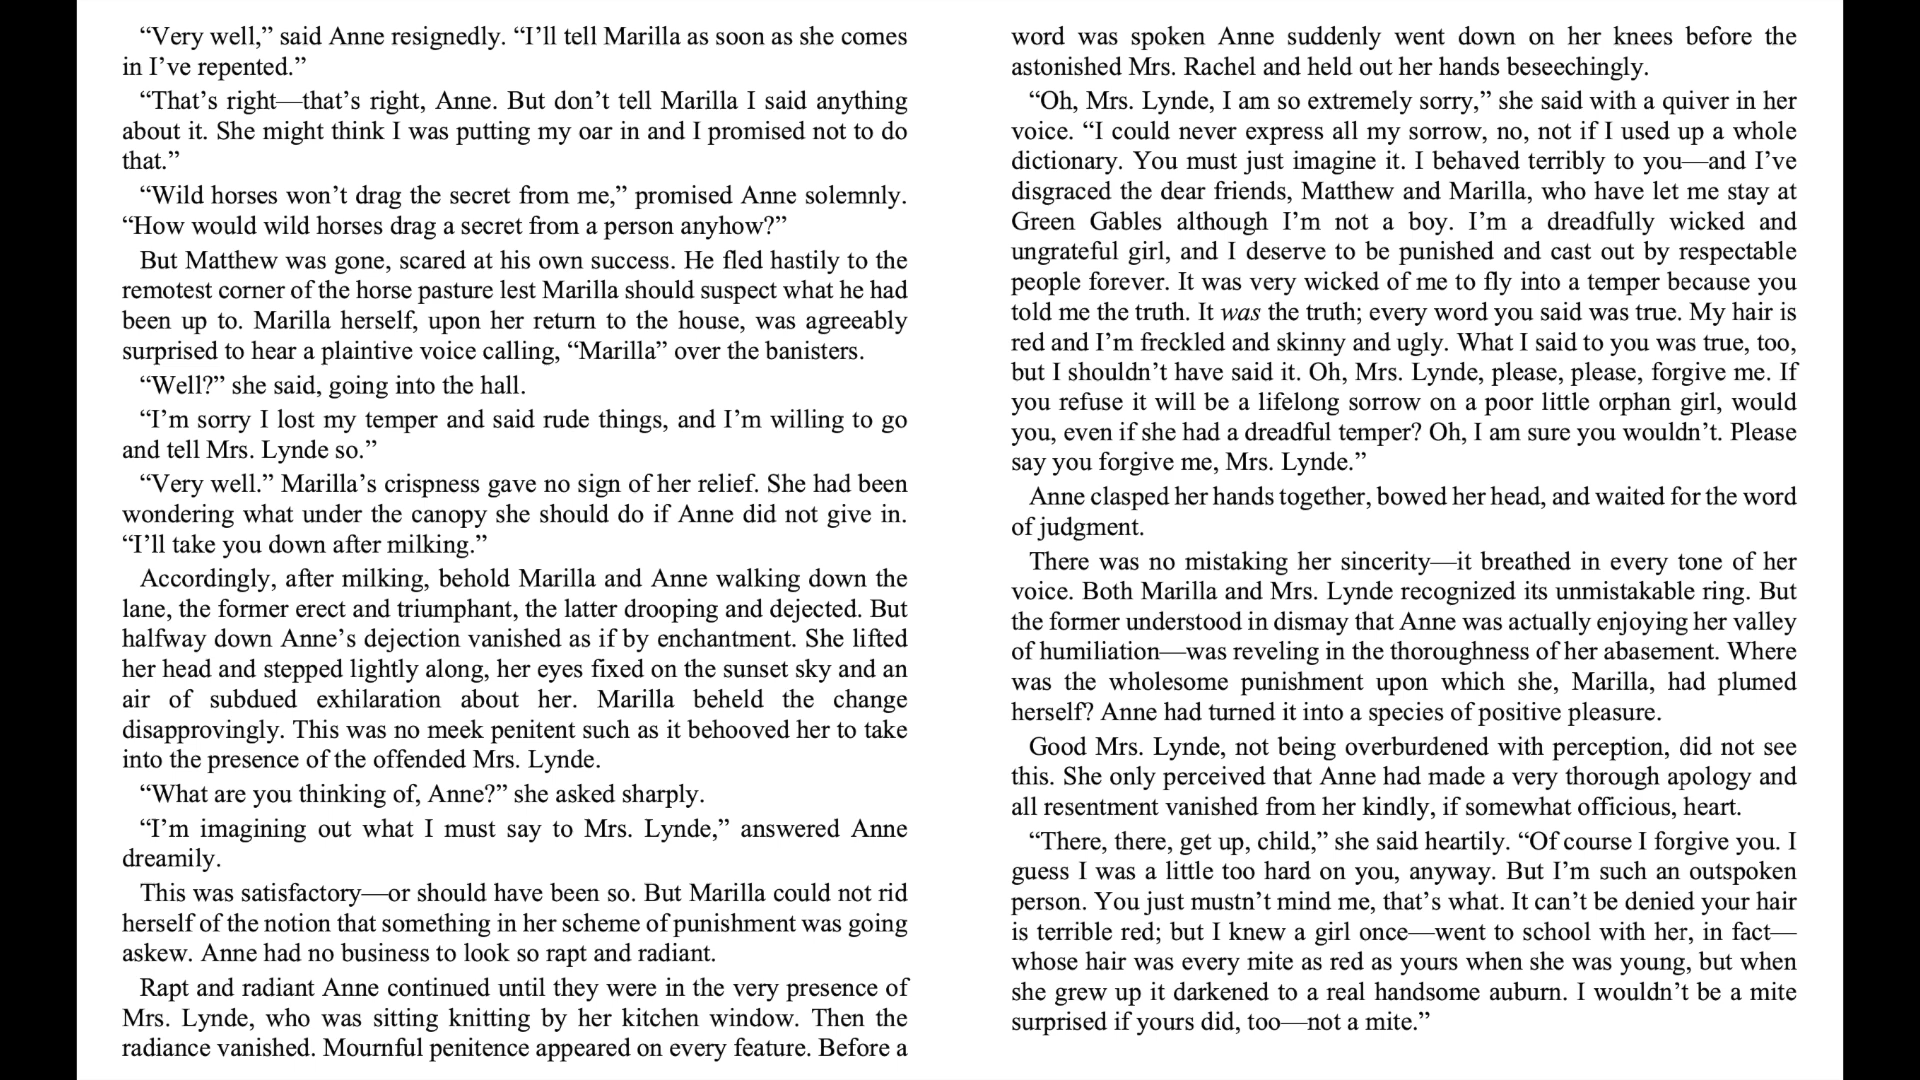 “Very well,” said Anne resignedly. “I’ll tell Marilla as soon as she comes
in I’ve repented.”
“That’s right—that’s right, Anne. But don’t tell Marilla I said anything
about it. She might think I was putting my oar in and I promised not to do
that.”
“Wild horses won’t drag the secret from me,” promised Anne solemnly.
“How would wild horses drag a secret from a person anyhow?”
But Matthew was gone, scared at his own success. He fled hastily to the
remotest corner of the horse pasture lest Marilla should suspect what he had
been up to. Marilla herself, upon her return to the house, was agreeably
surprised to hear a plaintive voice calling, “Marilla” over the banisters.
“Well?” she said, going into the hall.
“I’m sorry I lost my temper and said rude things, and I’m willing to go
and tell Mrs. Lynde so.”
“Very well.” Marilla’s crispness gave no sign of her relief. She had been
wondering what under the canopy she should do if Anne did not give in.
“I’ll take you down after milking.”
Accordingly, after milking, behold Marilla and Anne walking down the
lane, the former erect and triumphant, the latter drooping and dejected. But
halfway down Anne’s dejection vanished as if by enchantment. She lifted
her head and stepped lightly along, her eyes fixed on the sunset sky and an
air of subdued exhilaration about her. Marilla beheld the change
disapprovingly. This was no meek penitent such as it behooved her to take
into the presence of the offended Mrs. Lynde.
“What are you thinking of, Anne?” she asked sharply.
“I’m imagining out what I must say to Mrs. Lynde,” answered Anne
dreamily.
This was satisfactory—or should have been so. But Marilla could not rid
herself of the notion that something in her scheme of punishment was going
askew. Anne had no business to look so rapt and radiant.
Rapt and radiant Anne continued until they were in the very presence of
Mrs. Lynde, who was sitting knitting by her kitchen window. Then the
radiance vanished. Mournful penitence appeared on every feature. Before a
word was spoken Anne suddenly went down on her knees before the
astonished Mrs. Rachel and held out her hands beseechingly.
“Oh, Mrs. Lynde, I am so extremely sorry,” she said with a quiver in her
voice. “I could never express all my sorrow, no, not if I used up a whole
dictionary. You must just imagine it. I behaved terribly to you—and I’ve
disgraced the dear friends, Matthew and Marilla, who have let me stay at
Green Gables although I’m not a boy. I’m a dreadfully wicked and
ungrateful girl, and I deserve to be punished and cast out by respectable
people forever. It was very wicked of me to fly into a temper because you
told me the truth. It was the truth; every word you said was true. My hair is
red and I’m freckled and skinny and ugly. What I said to you was true, too,
but I shouldn’t have said it. Oh, Mrs. Lynde, please, please, forgive me. If
you refuse it will be a lifelong sorrow on a poor little orphan girl, would
you, even if she had a dreadful temper? Oh, I am sure you wouldn’t. Please
say you forgive me, Mrs. Lynde.”
Anne clasped her hands together, bowed her head, and waited for the word
of judgment.
There was no mistaking her sincerity—it breathed in every tone of her
voice. Both Marilla and Mrs. Lynde recognized its unmistakable ring. But
the former understood in dismay that Anne was actually enjoying her valley
of humiliation—was reveling in the thoroughness of her abasement. Where
was the wholesome punishment upon which she, Marilla, had plumed
herself? Anne had turned it into a species of positive pleasure.
Good Mrs. Lynde, not being overburdened with perception, did not see
this. She only perceived that Anne had made a very thorough apology and
all resentment vanished from her kindly, if somewhat officious, heart.
“There, there, get up, child,” she said heartily. “Of course I forgive you. I
guess I was a little too hard on you, anyway. But I’m such an outspoken
person. You just mustn’t mind me, that’s what. It can’t be denied your hair
is terrible red; but I knew a girl once—went to school with her, in fact—
whose hair was every mite as red as yours when she was young, but when
she grew up it darkened to a real handsome auburn. I wouldn’t be a mite
surprised if yours did, too—not a mite.”